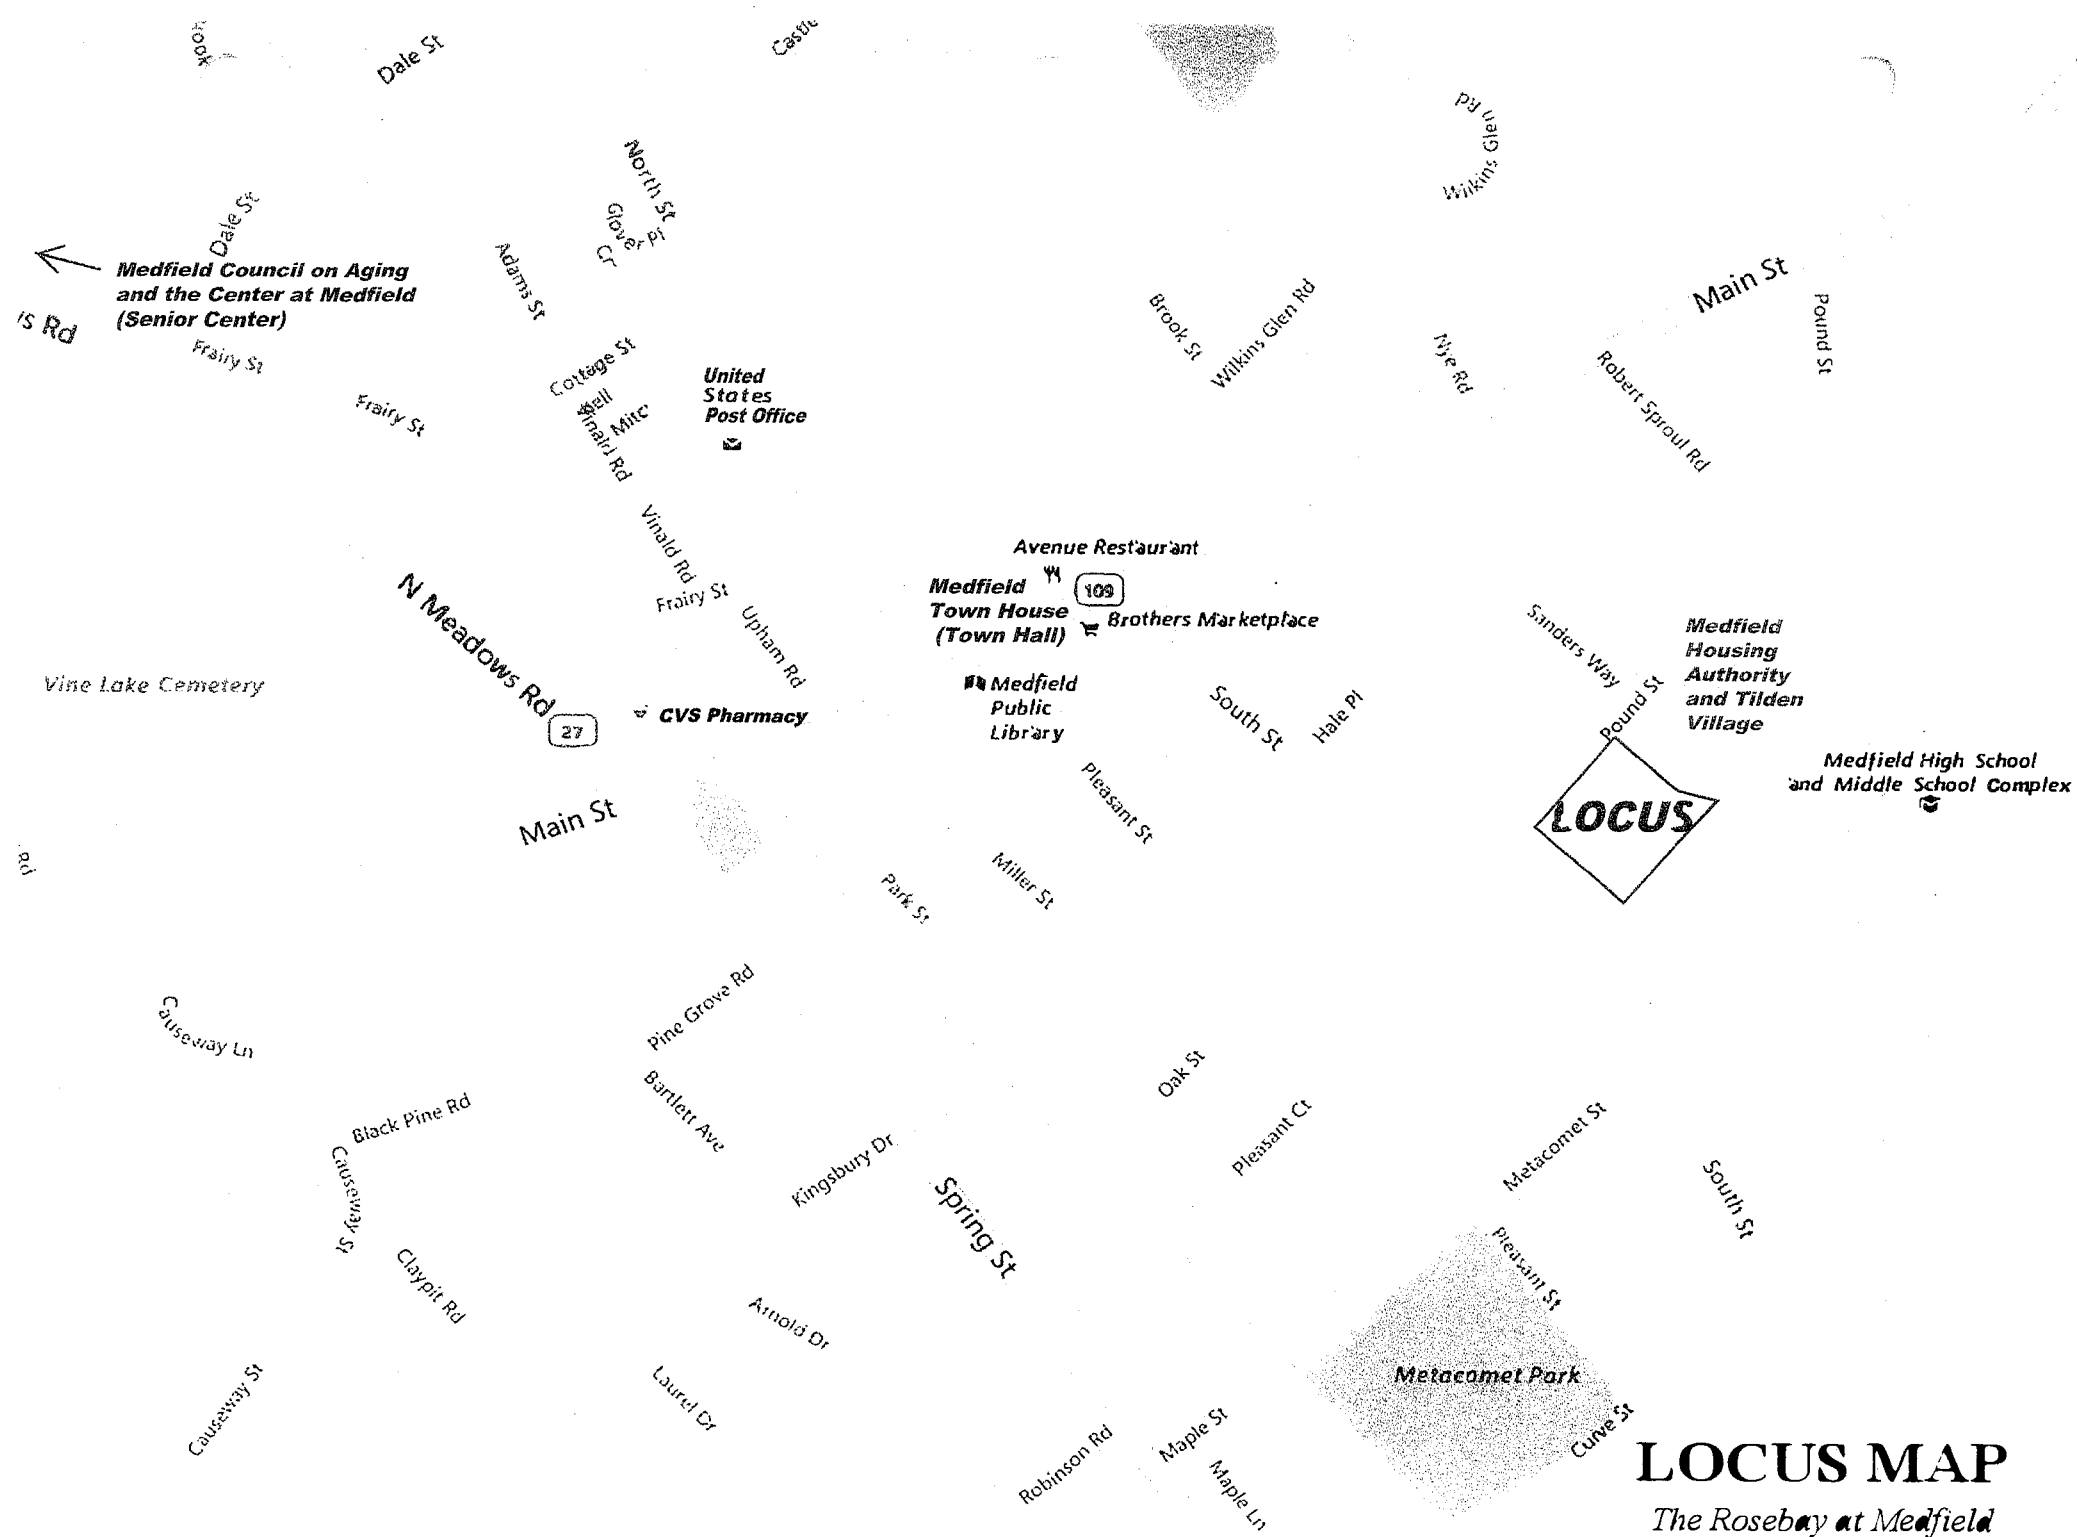 Dale St
Castle
Wilkins Glen Rd
North St
Dale St
Glover Pl
Cr
Adams St
Medfield Council on Aging
and the Center at Medfield
(Senior Center)
Main St
Pound St
Brook St
Wilkins Glen Rd
's Rd
Frairy St
Cottage St
Nye Rd
Robert Sproul Rd
United
States
Post Office
Frairy St
Mitc'
Vinald Rd
Vinald Rd
Avenue Restaurant
N Meadows Rd
Frairy St
Medfield
Town House
(Town Hall)
109
Brothers Marketplace
Upham Rd
Sanders Way
Medfield
Housing
Authority
and Tilden
Village
Vine Lake Cemetery
27
CVS Pharmacy
Medfield
Public
Library
South St
Hale Pl
Pound St
Medfield High School
and Middle School Complex
LOCUS
Main St
Pleasant St
Rd
Miller St
Park St
Pine Grove Rd
Causeway Ln
Oak St
Bartlett Ave
Black Pine Rd
Pleasant Ct
Metacomet St
Kingsbury Dr
Causeway St
Spring St
South St
Claypit Rd
Pleasant St
Arnold Dr
Metacomet Park
Causeway St
Laurel Dr
Robinson Rd
Maple St
Maple Ln
Curve St
LOCUS MAP
The Rosebay at Medfield